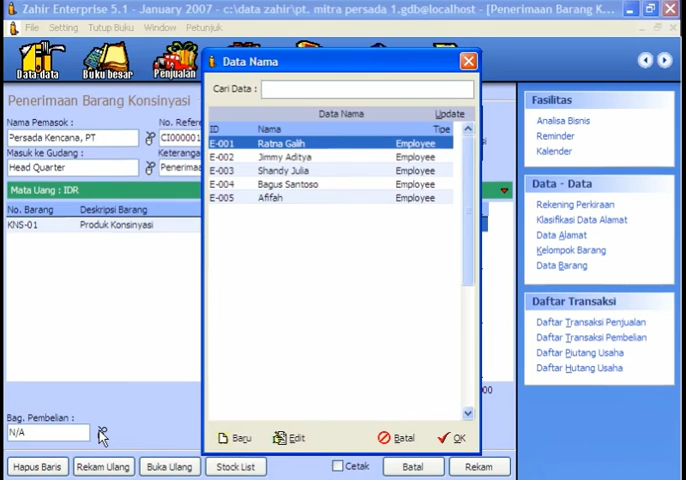 Zahir Enterprise 5.1 - January 2007 - c:\data zahir\pt. mitra persada 1.gdb@localhost - [Penerimaan Barang K...
File Setting Tutup Buku Window Petunjuk
Data-data Buku besar Penjualan
Penerimaan Barang Konsinyasi
Nama Pemasok : No. Refere
Persada Kencana, PT CI000001
Masuk ke Gudang : Keterangan
Head Quarter Penerimaa
Mata Uang : IDR
No. Barang Deskripsi Barang
KNS-01 Produk Konsinyasi
00
Bag. Pembelian :
N/A
Hapus Baris Rekam Ulang Buka Ulang Stock List Cetak Batal Rekam
Data Nama
Cari Data :
Data Nama Update
ID Nama Tipe
E-001 Ratna Galih Employee
E-002 Jimmy Aditya Employee
E-003 Shandy Julia Employee
E-004 Bagus Santoso Employee
E-005 Afifah Employee
Baru Edit Batal OK
Fasilitas
Analisa Bisnis
Reminder
Kalender
Data - Data
Rekening Perkiraan
Klasifikasi Data Alamat
Data Alamat
Kelompok Barang
Data Barang
Daftar Transaksi
Daftar Transaksi Penjualan
Daftar Transaksi Pembelian
Daftar Piutang Usaha
Daftar Hutang Usaha